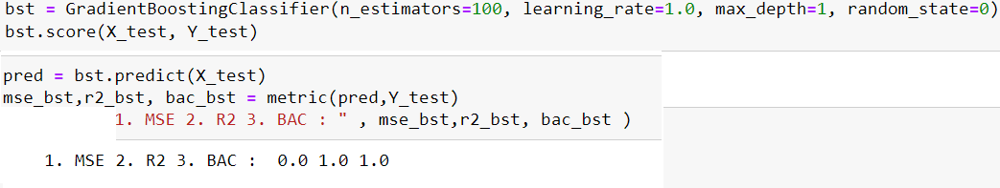 bst = GradientBoostingClassifier(n_estimators=100, learning_rate=1.0, max_depth=1, random_state=0)
bst.score(X_test, Y_test)
pred = bst.predict(X_test)
mse_bst,r2_bst, bac_bst = metric(pred,Y_test)
1. MSE 2. R2 3. BAC : " , mse_bst,r2_bst, bac_bst )
1. MSE 2. R2 3. BAC :  0.0 1.0 1.0